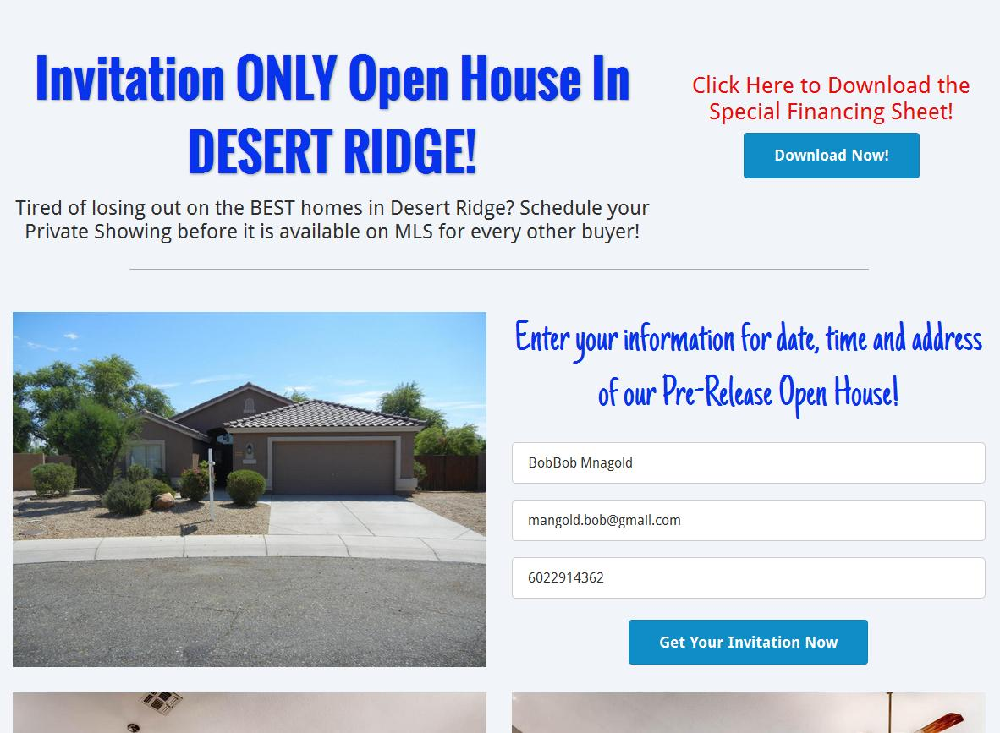 Invitation ONLY Open House In
DESERT RIDGE!
Tired of losing out on the BEST homes in Desert Ridge? Schedule your
Private Showing before it is available on MLS for every other buyer!
Click Here to Download the
Special Financing Sheet!
Download Now!
Enter your information for date, time and address
of our Pre-Release Open House!
BobBob Mnagold
mangold.bob@gmail.com
6022914362
Get Your Invitation Now